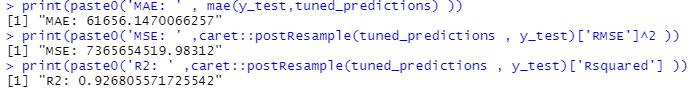 > print(paste0('MAE: ' , mae(y_test,tuned_predictions) ))
[1] "MAE: 61656.1470066257"
> print(paste0('MSE: ' ,caret::postResample(tuned_predictions , y_test)['RMSE']^2 ))
[1] "MSE: 7365654519.98312"
> print(paste0('R2: ' ,caret::postResample(tuned_predictions , y_test)['Rsquared'] ))
[1] "R2: 0.926805571725542"